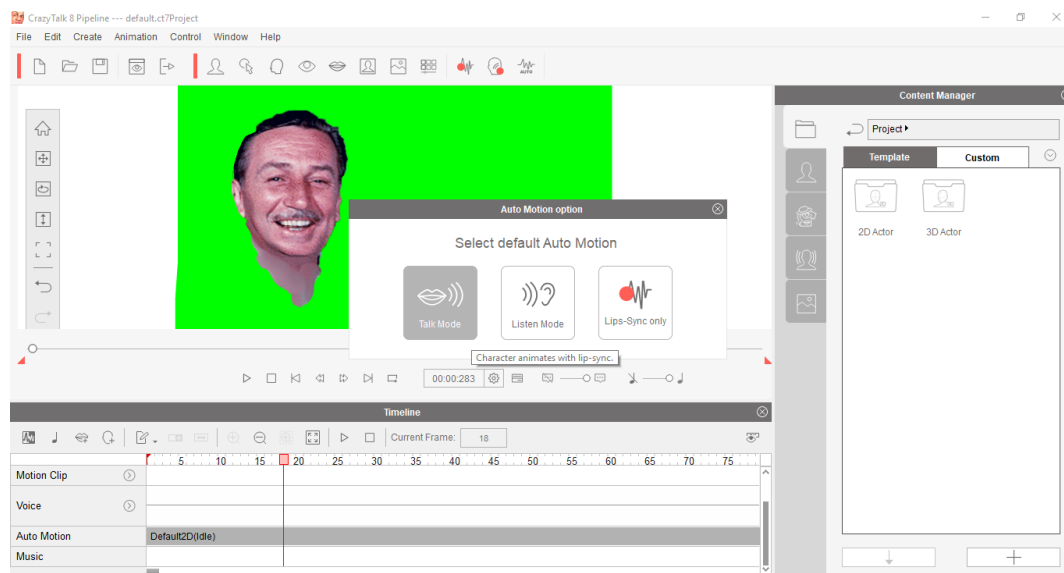 CrazyTalk 8 Pipeline --- default.ct7Project
File Edit Create Animation Control Window Help
AUTO
Content Manager
Project
Template Custom
2D Actor 3D Actor
Auto Motion option
Select default Auto Motion
Talk Mode Listen Mode Lips-Sync only
Character animates with lip-sync.
00:00:283
Timeline
Current Frame: 18
5 10 15 20 25 30 35 40 45 50 55 60 65 70 75
Motion Clip
Voice
Auto Motion Default2D(Idle)
Music